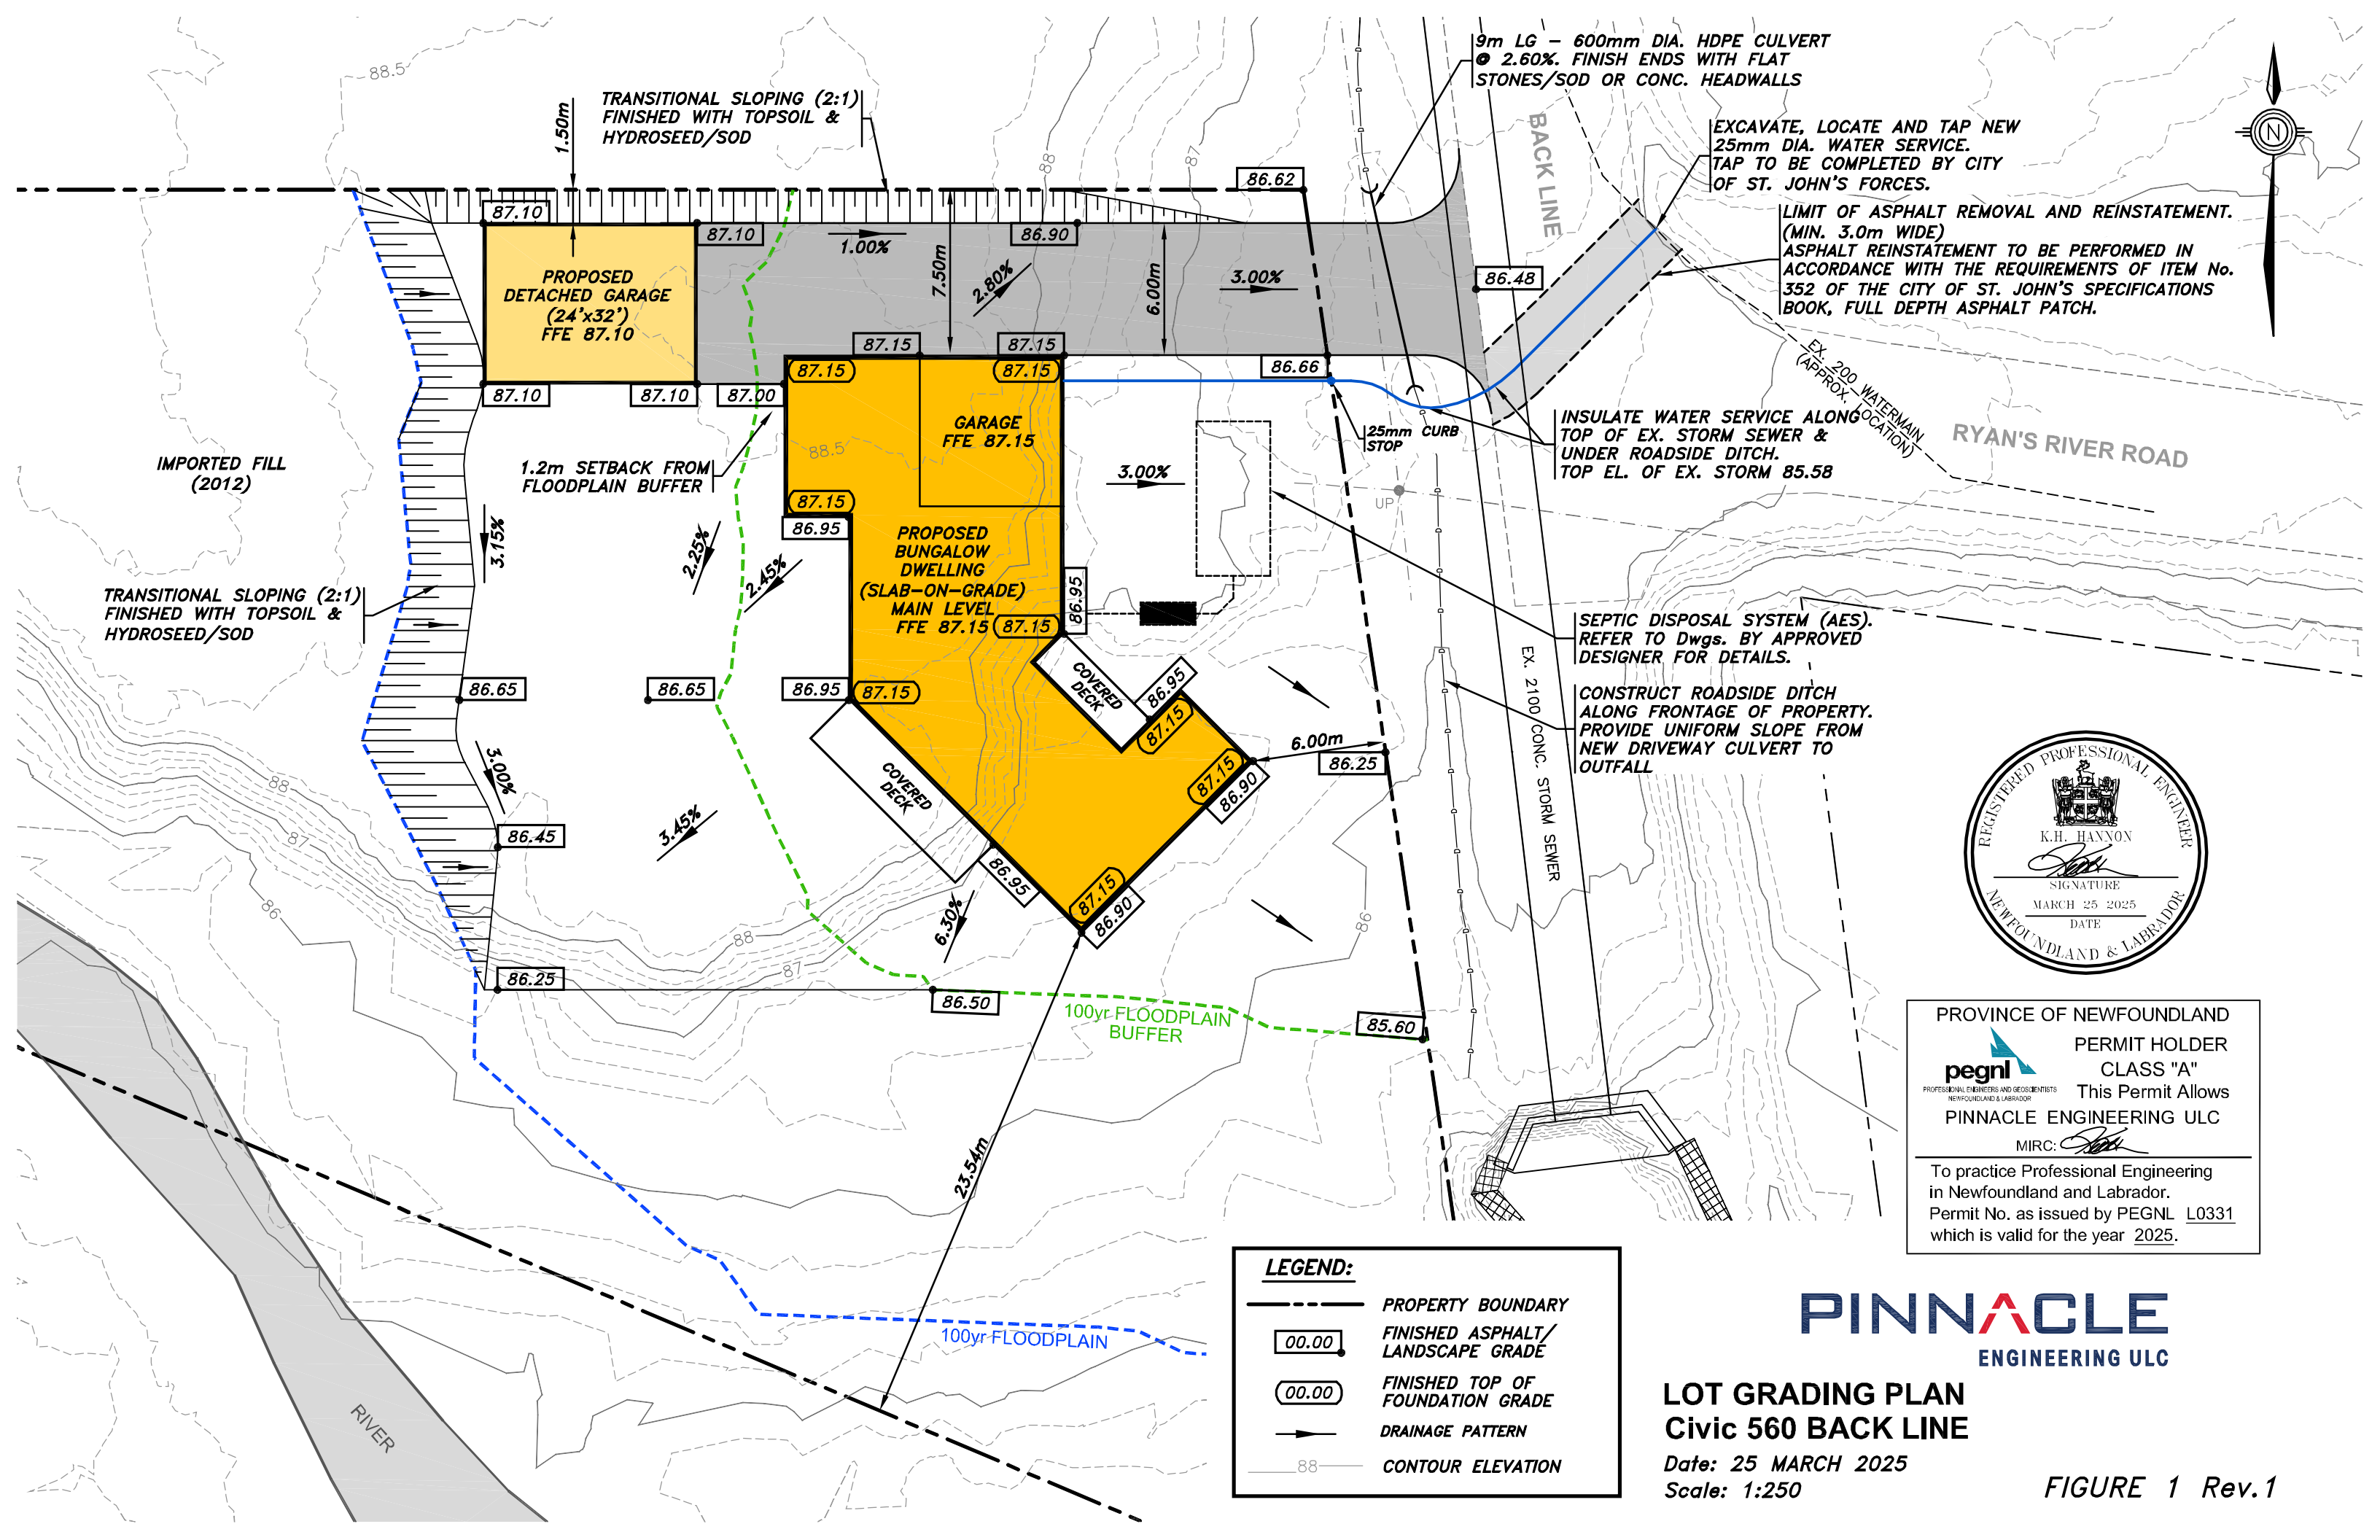 9m LG – 600mm DIA. HDPE CULVERT
@ 2.60%. FINISH ENDS WITH FLAT
STONES/SOD OR CONC. HEADWALLS
88.5
TRANSITIONAL SLOPING (2:1)
FINISHED WITH TOPSOIL &
HYDROSEED/SOD
1.50m
88
87
BACK LINE
EXCAVATE, LOCATE AND TAP NEW
25mm DIA. WATER SERVICE.
TAP TO BE COMPLETED BY CITY
OF ST. JOHN'S FORCES.
N
LIMIT OF ASPHALT REMOVAL AND REINSTATEMENT.
(MIN. 3.0m WIDE)
ASPHALT REINSTATEMENT TO BE PERFORMED IN
ACCORDANCE WITH THE REQUIREMENTS OF ITEM No.
352 OF THE CITY OF ST. JOHN'S SPECIFICATIONS
BOOK, FULL DEPTH ASPHALT PATCH.
86.62
87.10
87.10
1.00%
86.90
7.50m
2.80%
6.00m
3.00%
86.48
PROPOSED
DETACHED GARAGE
(24'x32')
FFE 87.10
87.15
87.15
87.15
87.15
86.66
87.10
87.10
87.00
EX. 200 WATERMAIN
(APPROX. LOCATION)
RYAN'S RIVER ROAD
GARAGE
FFE 87.15
88.5
25mm CURB
STOP
INSULATE WATER SERVICE ALONG
TOP OF EX. STORM SEWER &
UNDER ROADSIDE DITCH.
TOP EL. OF EX. STORM 85.58
IMPORTED FILL
(2012)
1.2m SETBACK FROM
FLOODPLAIN BUFFER
3.00%
UP
87.15
86.95
3.15%
2.25%
2.45%
PROPOSED
BUNGALOW
DWELLING
(SLAB-ON-GRADE)
MAIN LEVEL
FFE 87.15
87.15
86.95
TRANSITIONAL SLOPING (2:1)
FINISHED WITH TOPSOIL &
HYDROSEED/SOD
SEPTIC DISPOSAL SYSTEM (AES).
REFER TO Dwgs. BY APPROVED
DESIGNER FOR DETAILS.
86.65
86.65
86.95
87.15
COVERED
DECK
86.95
87.15
CONSTRUCT ROADSIDE DITCH
ALONG FRONTAGE OF PROPERTY.
PROVIDE UNIFORM SLOPE FROM
NEW DRIVEWAY CULVERT TO
OUTFALL
EX. 2100 CONC. STORM SEWER
6.00m
86.25
87.15
86.90
3.00%
88
COVERED
DECK
3.45%
86.45
87
86
86.95
87.15
86.90
6.30%
86
88
87
86.25
86.50
100yr FLOODPLAIN
BUFFER
85.60
REGISTERED PROFESSIONAL ENGINEER
K.H. HANNON
SIGNATURE
MARCH 25 2025
DATE
NEWFOUNDLAND & LABRADOR
PROVINCE OF NEWFOUNDLAND
pegnl
PROFESSIONAL ENGINEERS AND GEOSCIENTISTS
NEWFOUNDLAND & LABRADOR
PERMIT HOLDER
CLASS "A"
This Permit Allows
PINNACLE ENGINEERING ULC
MIRC:
To practice Professional Engineering
in Newfoundland and Labrador.
Permit No. as issued by PEGNL L0331
which is valid for the year 2025.
23.54m
100yr FLOODPLAIN
RIVER
LEGEND:
PROPERTY BOUNDARY
00.00
FINISHED ASPHALT/
LANDSCAPE GRADE
00.00
FINISHED TOP OF
FOUNDATION GRADE
DRAINAGE PATTERN
88
CONTOUR ELEVATION
PINNACLE
ENGINEERING ULC
LOT GRADING PLAN
Civic 560 BACK LINE
Date: 25 MARCH 2025
Scale: 1:250
FIGURE 1 Rev.1